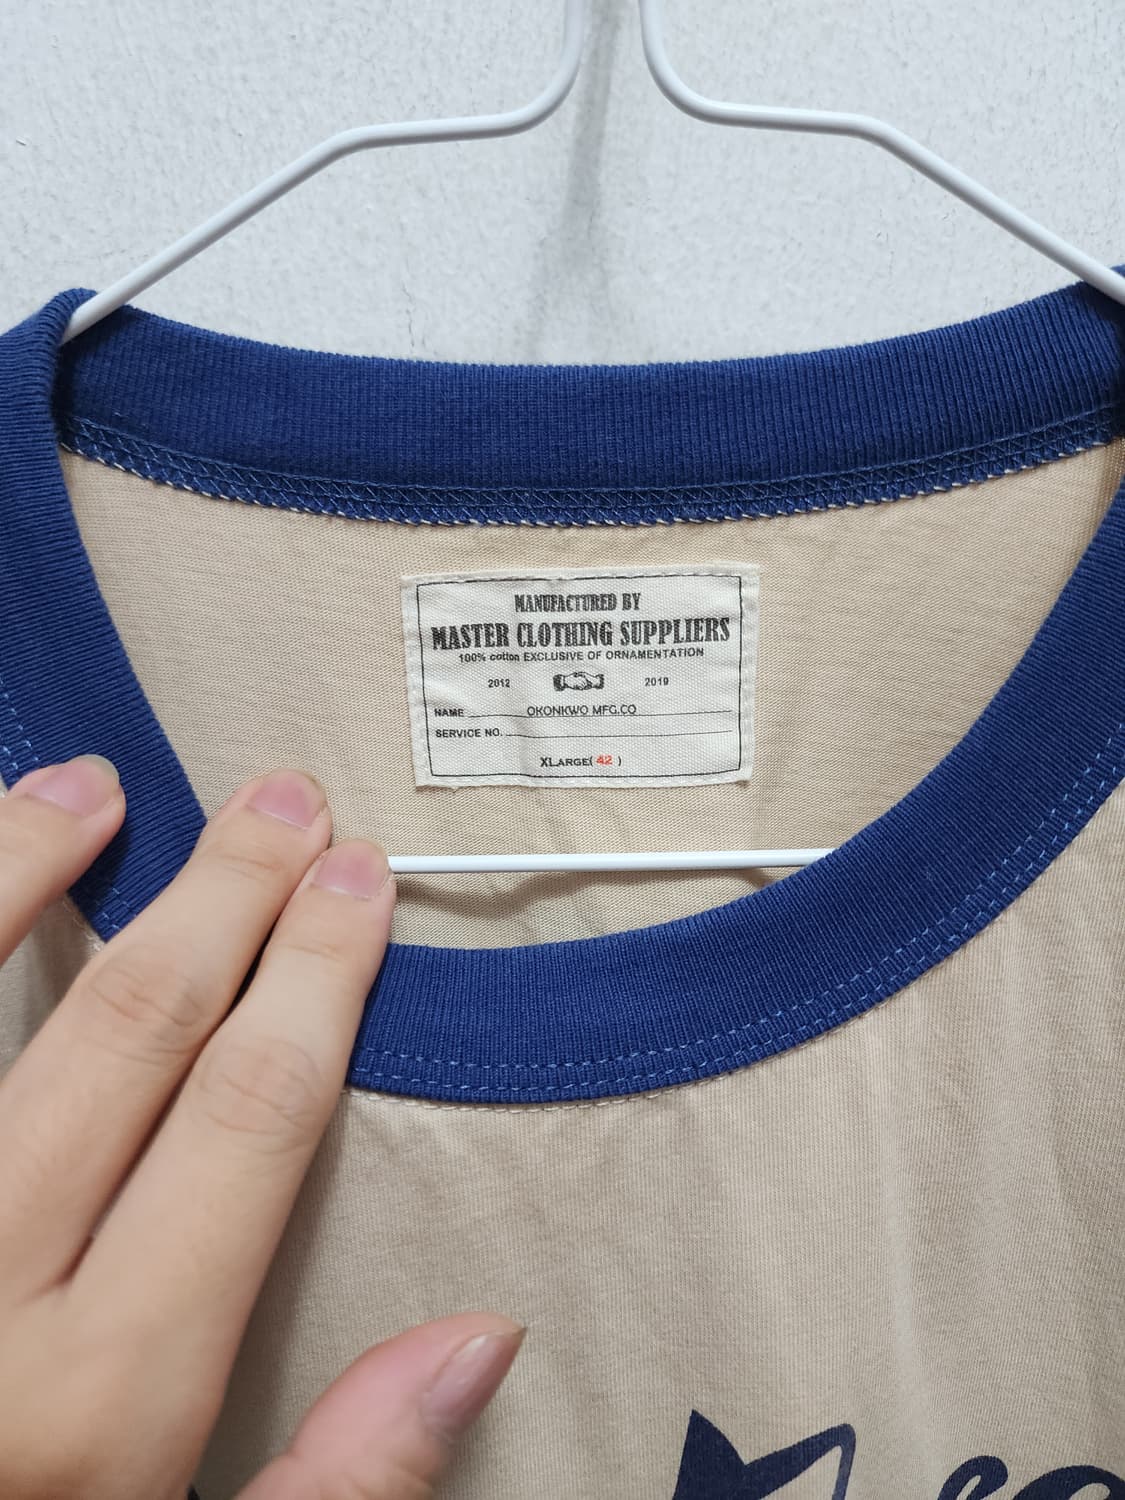 MANUFACTURED BY
MASTER CLOTHING SUPPLIERS
100% cotton EXCLUSIVE OF ORNAMENTATION
2012 2019
NAME OKONKWO MFG.CO
SERVICE NO.
XLARGE( 42 )